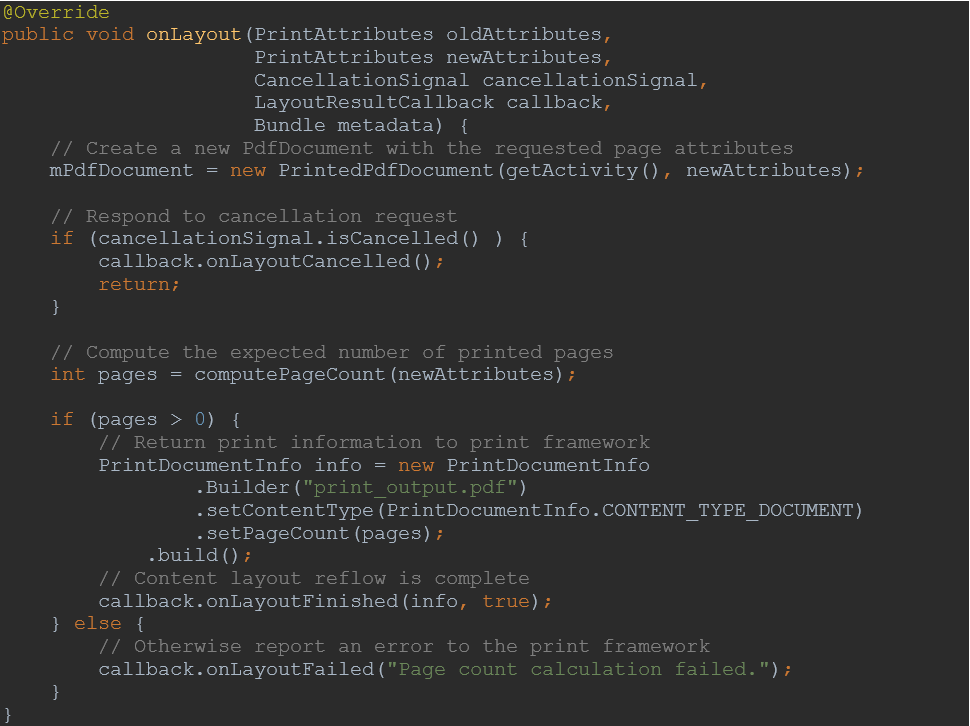 @Override
public void onLayout(PrintAttributes oldAttributes,
                     PrintAttributes newAttributes,
                     CancellationSignal cancellationSignal,
                     LayoutResultCallback callback,
                     Bundle metadata) {
    // Create a new PdfDocument with the requested page attributes
    mPdfDocument = new PrintedPdfDocument(getActivity(), newAttributes);

    // Respond to cancellation request
    if (cancellationSignal.isCancelled() ) {
        callback.onLayoutCancelled();
        return;
    }

    // Compute the expected number of printed pages
    int pages = computePageCount(newAttributes);

    if (pages > 0) {
        // Return print information to print framework
        PrintDocumentInfo info = new PrintDocumentInfo
                .Builder("print_output.pdf")
                .setContentType(PrintDocumentInfo.CONTENT_TYPE_DOCUMENT)
                .setPageCount(pages);
            .build();
        // Content layout reflow is complete
        callback.onLayoutFinished(info, true);
    } else {
        // Otherwise report an error to the print framework
        callback.onLayoutFailed("Page count calculation failed.");
    }
}